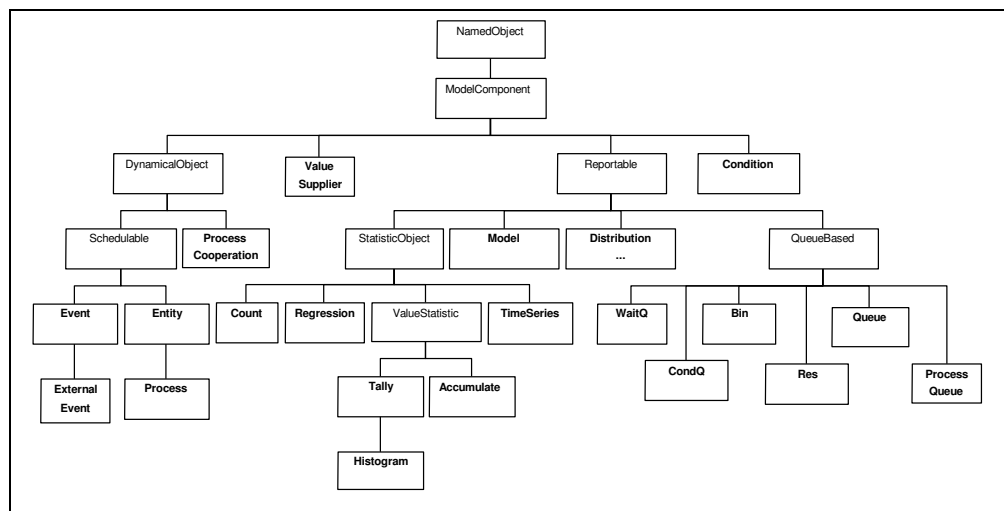 NamedObject
ModelComponent
DynamicalObject
Value
Supplier
Reportable
Condition
Schedulable
Process
Cooperation
StatisticObject
Model
Distribution
...
QueueBased
Event
Entity
Count
Regression
ValueStatistic
TimeSeries
WaitQ
Bin
Queue
External
Event
Process
Tally
Accumulate
CondQ
Res
Process
Queue
Histogram